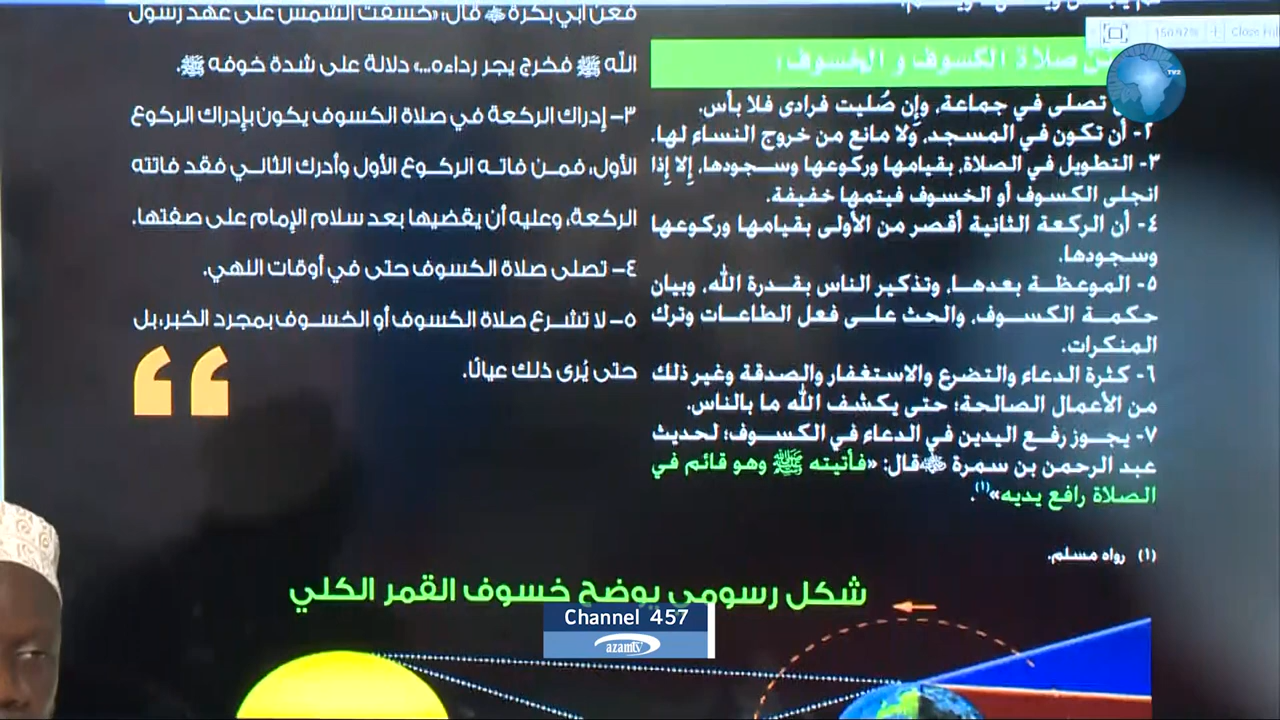 150.97%
Close Full
TV3
صلاة الكسوف و الخسوف:
تصلى في جماعة، وإن صُليت فرادى فلا بأس.
٢- أن تكون في المسجد، ولا مانع من خروج النساء لها.
٣- التطويل في الصلاة، بقيامها وركوعها وسجودها، إلا إذا
انجلى الكسوف أو الخسوف فيتمها خفيفة.
٤- أن الركعة الثانية أقصر من الأولى بقيامها وركوعها
وسجودها.
٥- الموعظة بعدها، وتذكير الناس بقدرة الله، وبيان
حكمة الكسوف، والحث على فعل الطاعات وترك
المنكرات.
٦- كثرة الدعاء والتضرع والاستغفار والصدقة وغير ذلك
من الأعمال الصالحة؛ حتى يكشف الله ما بالناس.
٧- يجوز رفع اليدين في الدعاء في الكسوف؛ لحديث
عبد الرحمن بن سمرة ﷜ قال: «فأتيته ﷺ وهو قائم في
الصلاة رافع يديه»(١).
(١) رواه مسلم.
فعن أبي بكرة ﷜ قال: «خسفت الشمس على عهد رسول
الله ﷺ فخرج يجر رداءه...» دلالة على شدة خوفه ﷺ.
٣- إدراك الركعة في صلاة الكسوف يكون بإدراك الركوع
الأول، فمن فاته الركوع الأول وأدرك الثاني فقد فاتته
الركعة، وعليه أن يقضيها بعد سلام الإمام على صفتها.
٤- تصلى صلاة الكسوف حتى في أوقات النهي.
٥- لا تشرع صلاة الكسوف أو الخسوف بمجرد الخبر، بل
حتى يُرى ذلك عيانًا.
شكل رسومي يوضح خسوف القمر الكلي
Channel 457
azamtv